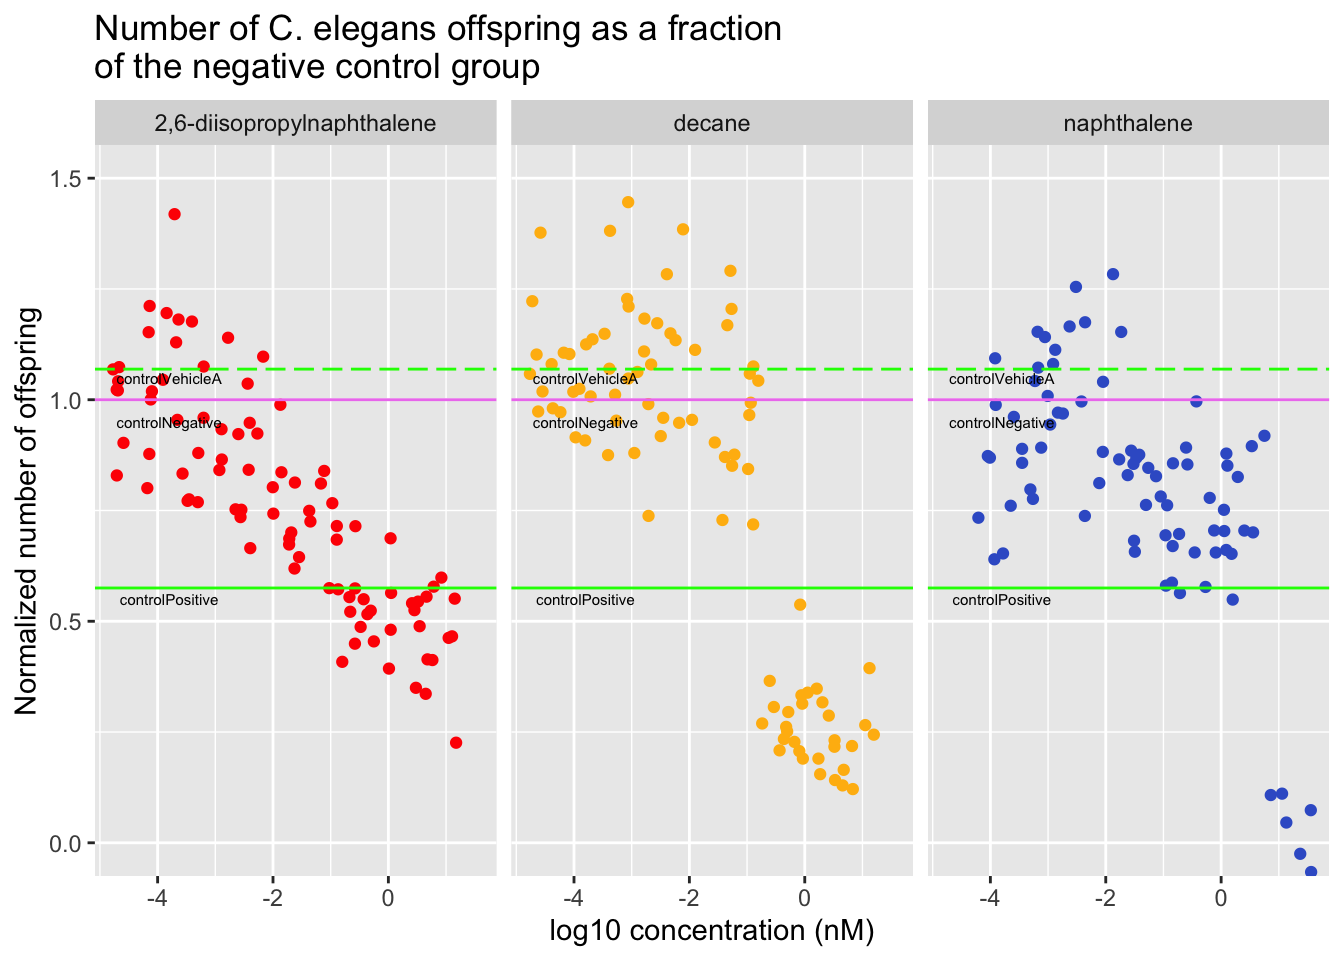 Number of C. elegans offspring as a fraction
of the negative control group
2,6-diisopropylnaphthalene
decane
naphthalene
Normalized number of offspring
1.5
1.0
0.5
0.0
controlVehicleA
controlNegative
controlPositive
controlVehicleA
controlNegative
controlPositive
controlVehicleA
controlNegative
controlPositive
-4 -2 0
-4 -2 0
-4 -2 0
log10 concentration (nM)